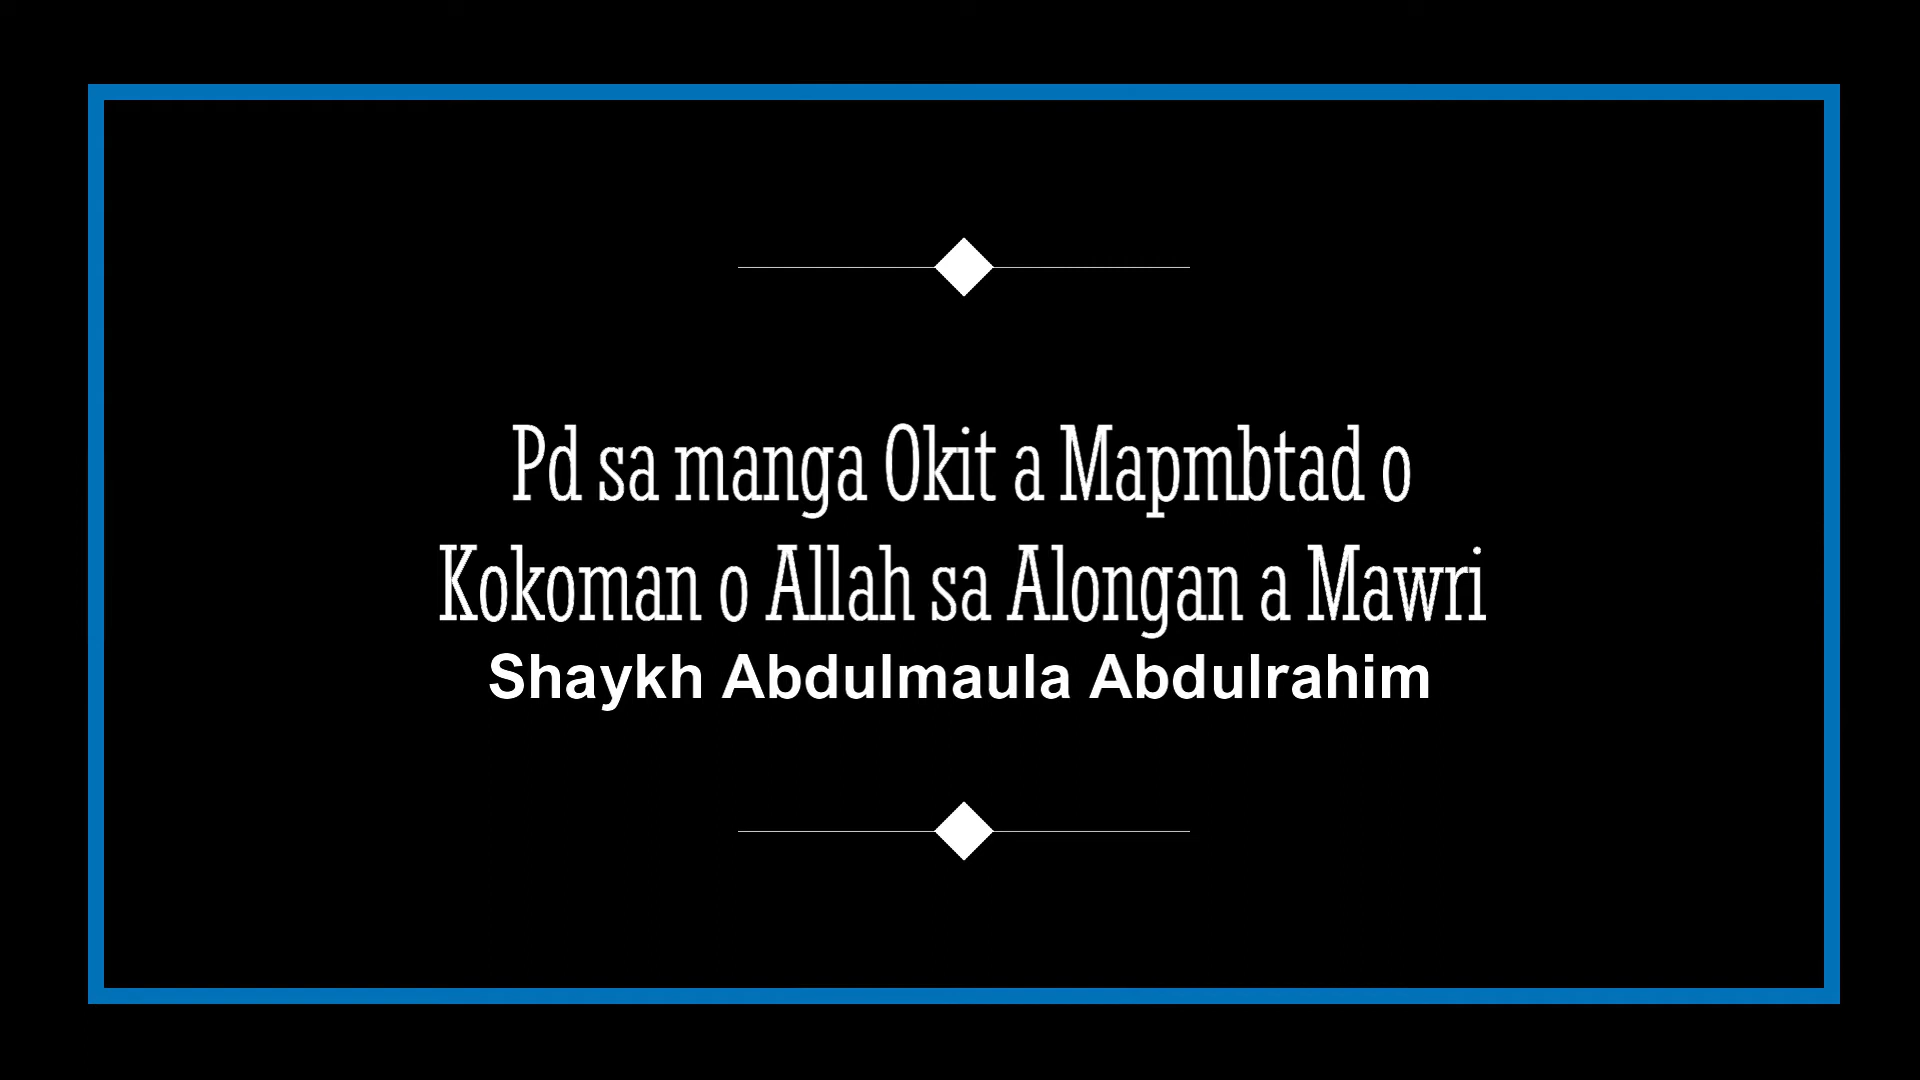 Pd sa manga Okit a Mapmbtad o
Kokoman o Allah sa Alongan a Mawri
Shaykh Abdulmaula Abdulrahim